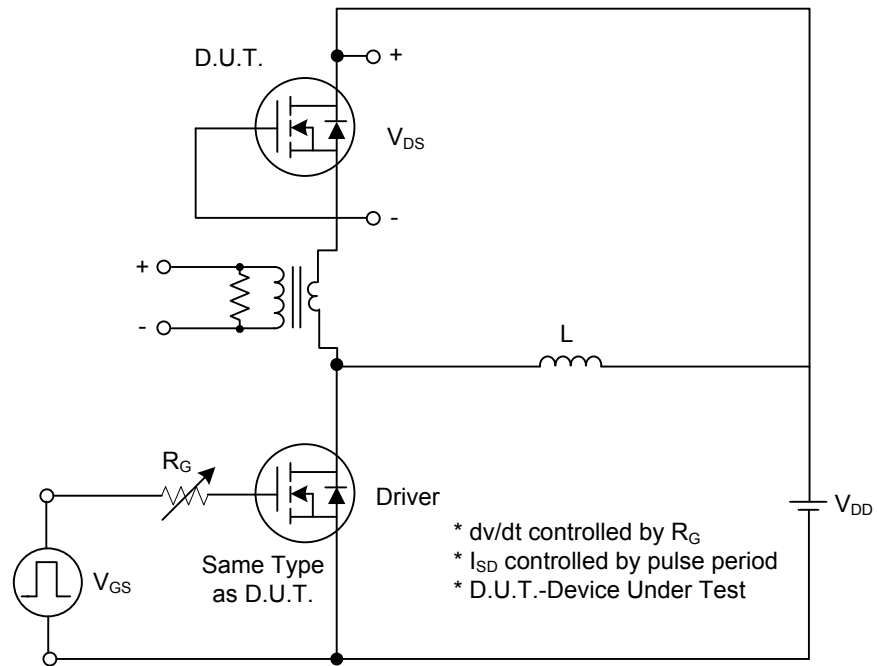 D.U.T.
+
V_DS
-
+
-
L
R_G
Driver
V_DD
V_GS
Same Type
as D.U.T.
* dv/dt controlled by R_G
* I_SD controlled by pulse period
* D.U.T.-Device Under Test